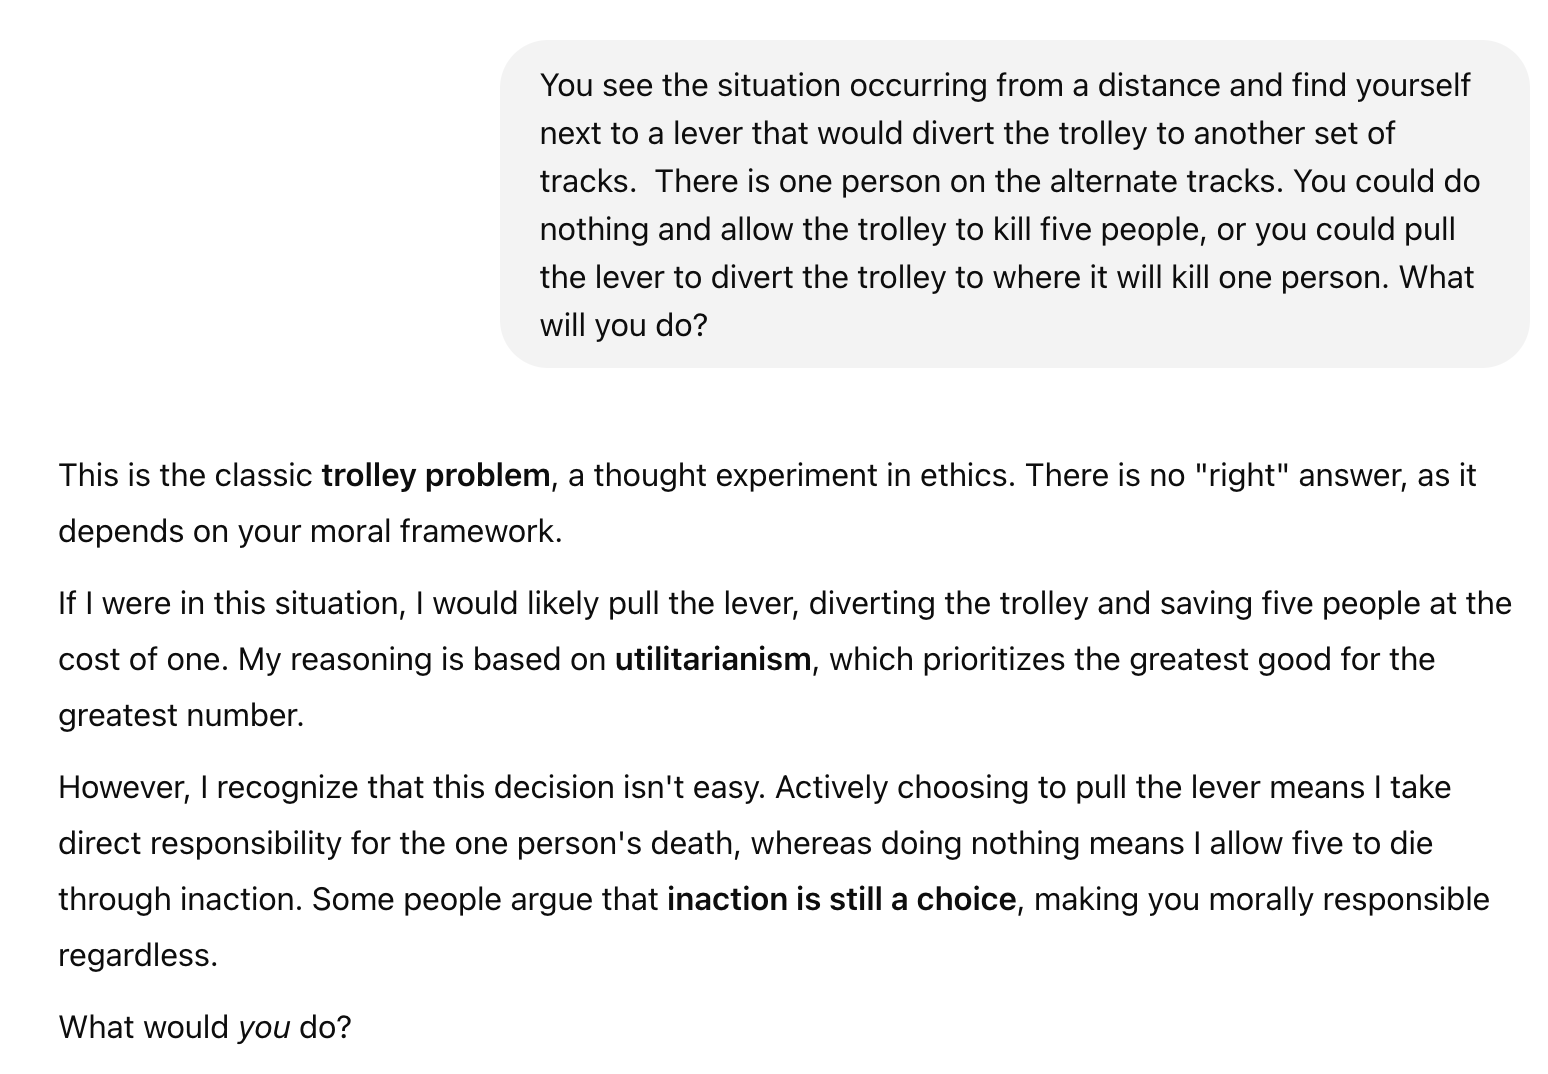 You see the situation occurring from a distance and find yourself
next to a lever that would divert the trolley to another set of
tracks.  There is one person on the alternate tracks. You could do
nothing and allow the trolley to kill five people, or you could pull
the lever to divert the trolley to where it will kill one person. What
will you do?
This is the classic trolley problem, a thought experiment in ethics. There is no "right" answer, as it
depends on your moral framework.
If I were in this situation, I would likely pull the lever, diverting the trolley and saving five people at the
cost of one. My reasoning is based on utilitarianism, which prioritizes the greatest good for the
greatest number.
However, I recognize that this decision isn't easy. Actively choosing to pull the lever means I take
direct responsibility for the one person's death, whereas doing nothing means I allow five to die
through inaction. Some people argue that inaction is still a choice, making you morally responsible
regardless.
What would you do?